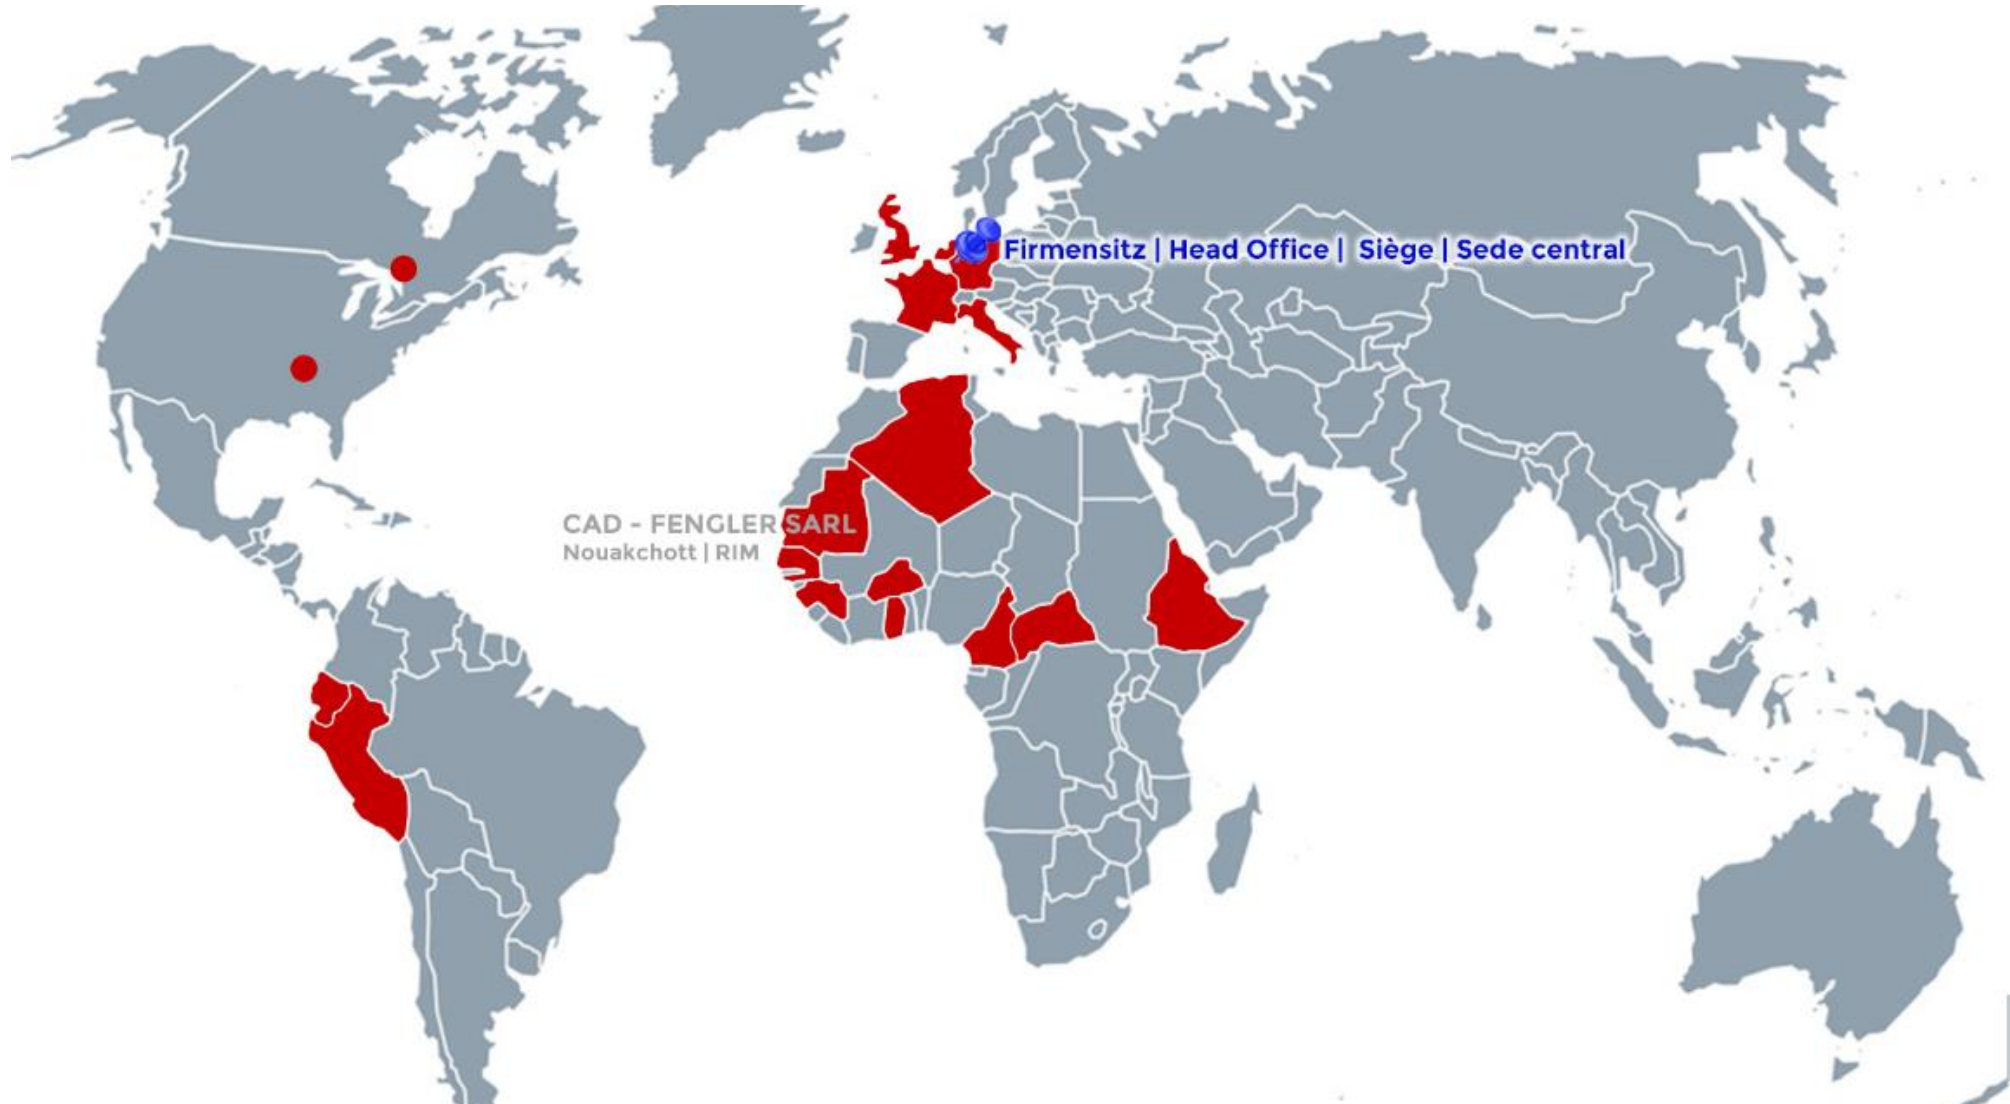 Firmensitz | Head Office | Siège | Sede central
CAD - FENGLER SARL
Nouakchott | RIM